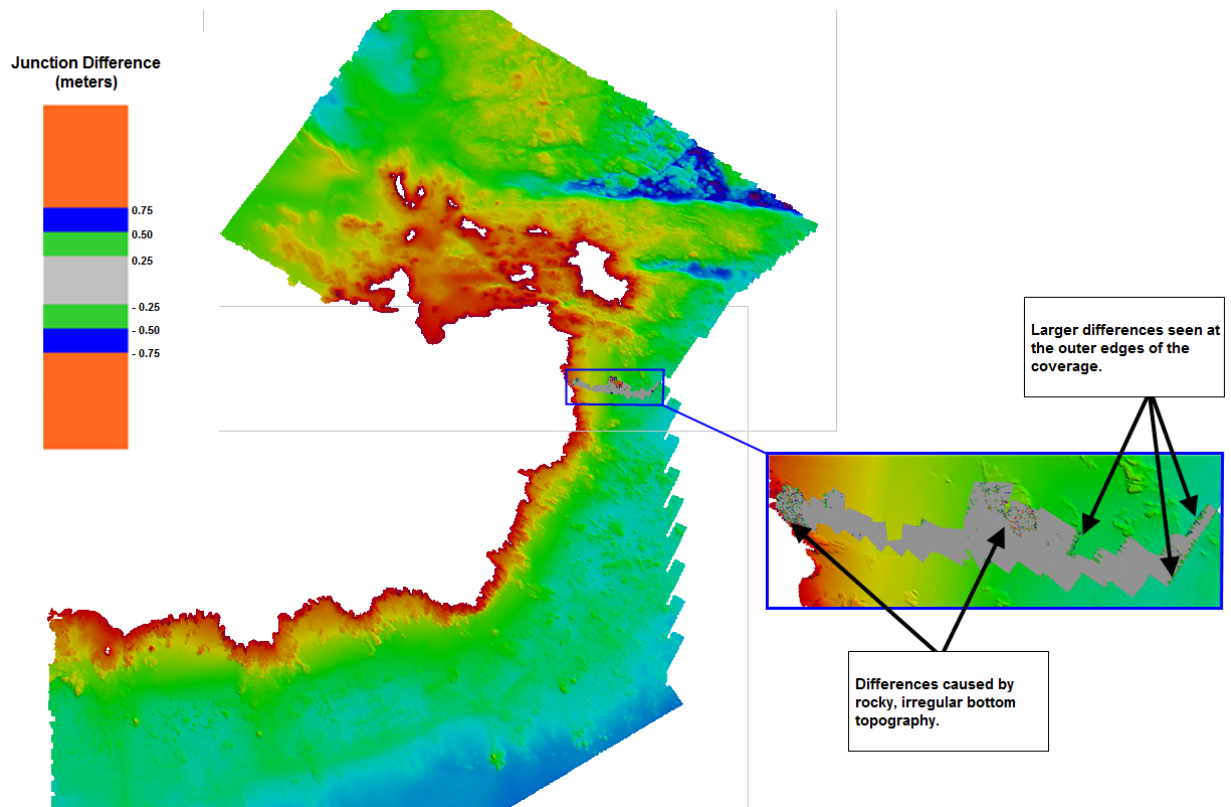 Junction Difference
(meters)
0.75
0.50
0.25
- 0.25
- 0.50
- 0.75
Larger differences seen at
the outer edges of the
coverage.
Differences caused by
rocky, irregular bottom
topography.